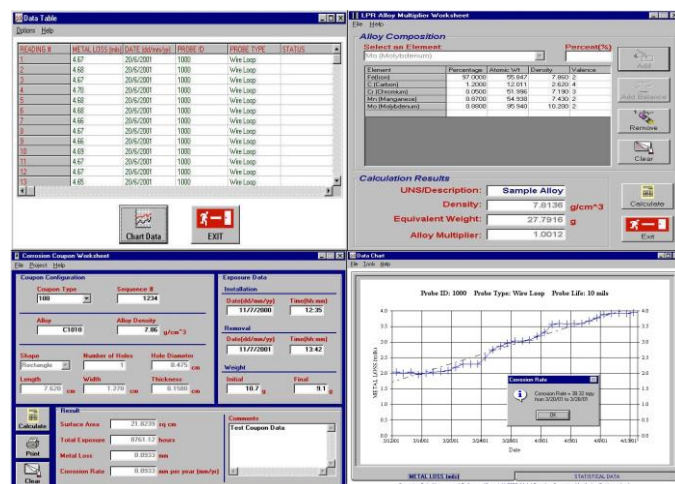 Data Table
Options Help
READING # METAL LOSS (mils) DATE (dd/mm/yy) PROBE ID PROBE TYPE STATUS
1 4.67 20/6/2001 1000 Wire Loop
2 4.68 20/6/2001 1000 Wire Loop
3 4.67 20/6/2001 1000 Wire Loop
4 4.70 20/6/2001 1000 Wire Loop
5 4.68 20/6/2001 1000 Wire Loop
6 4.68 20/6/2001 1000 Wire Loop
7 4.66 20/6/2001 1000 Wire Loop
8 4.67 20/6/2001 1000 Wire Loop
9 4.66 20/6/2001 1000 Wire Loop
10 4.69 20/6/2001 1000 Wire Loop
11 4.67 20/6/2001 1000 Wire Loop
12 4.67 20/6/2001 1000 Wire Loop
13 4.65 20/6/2001 1000 Wire Loop
Chart Data EXIT
LPR Alloy Multiplier Worksheet
File Help
Alloy Composition
Select an Element: Percent(%)
Mo (Molybdenum)
Add
Element Percentage Atomic Wt. Density Valence
Fe(Iron) 97.0000 55.847 7.860 2
C (Carbon) 1.2000 12.011 2.620 4
Cr (Chromium) 0.0500 51.996 7.190 3
Mn (Manganese) 0.8700 54.938 7.430 2
Mo (Molybdenum) 0.8800 95.940 10.200 2
Add Balance
Remove
Clear
Calculation Results
UNS/Description: Sample Alloy
Density: 7.8136 g/cm^3
Equivalent Weight: 27.7916 g
Alloy Multiplier: 1.0012
Calculate
Exit
Corrosion Coupon Worksheet
File Project Help
Coupon Configuration
Coupon Type Sequence #
100 1234
Alloy Alloy Density
C1010 7.86 g/cm^3
Shape Number of Holes Hole Diameter
Rectangle 1 0.475 cm
Length Width Thickness
7.620 cm 1.270 cm 0.1580 cm
Exposure Data
Installation
Date(dd/mm/yy) Time(hh:mm)
11/7/2000 12:35
Removal
Date(dd/mm/yy) Time(hh:mm)
11/7/2001 13:42
Weight
Initial Final
10.7 g 9.1 g
Calculate
Print
Clear
Result
Surface Area 21.8239 sq cm
Total Exposure 8761.12 hours
Metal Loss 0.0933 mm
Corrosion Rate 0.0933 mm per year (mm/yr)
Comments
Test Coupon Data
Data Chart
File Tools Help
Probe ID: 1000 Probe Type: Wire Loop Probe Life: 10 mils
METAL LOSS (mils)
4.0
3.5
3.0
2.5
2.0
1.5
1.0
0.5
0.0
Corrosion Rate
OK
Date
METAL LOSS (mils) STATISTICAL DATA